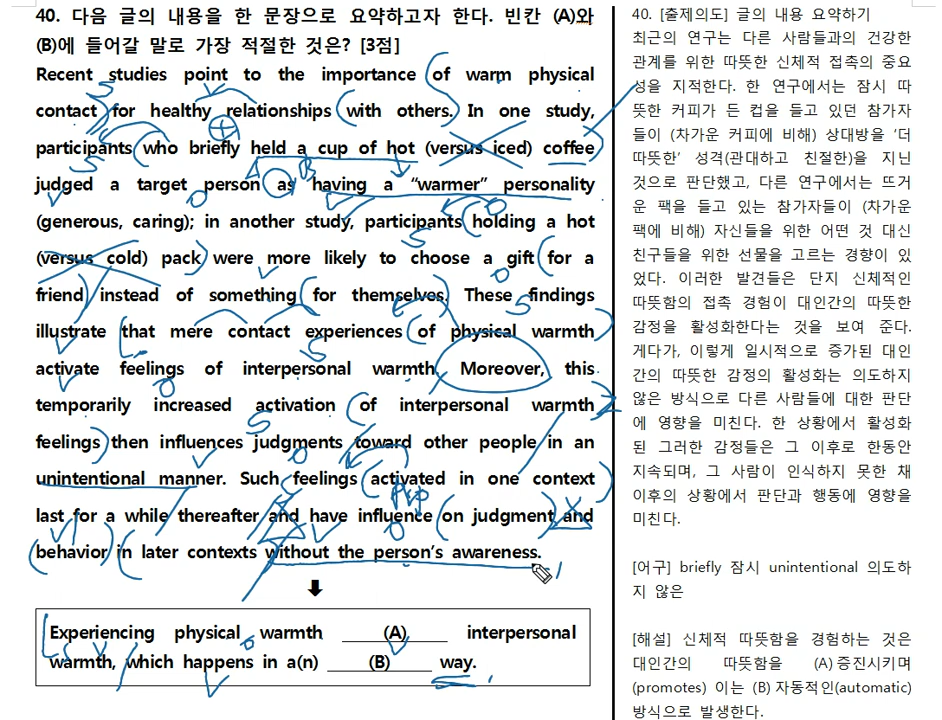 40. 다음 글의 내용을 한 문장으로 요약하고자 한다. 빈칸 (A)와
(B)에 들어갈 말로 가장 적절한 것은? [3점]
Recent studies point to the importance of warm physical
contact for healthy relationships with others. In one study,
participants who briefly held a cup of hot (versus iced) coffee
judged a target person as having a “warmer” personality
(generous, caring); in another study, participants holding a hot
(versus cold) pack were more likely to choose a gift for a
friend instead of something for themselves. These findings
illustrate that mere contact experiences of physical warmth
activate feelings of interpersonal warmth. Moreover, this
temporarily increased activation of interpersonal warmth
feelings then influences judgments toward other people in an
unintentional manner. Such feelings activated in one context
last for a while thereafter and have influence on judgment and
behavior in later contexts without the person’s awareness.
Experiencing physical warmth (A) interpersonal
warmth, which happens in a(n) (B) way.
40. [출제의도] 글의 내용 요약하기
최근의 연구는 다른 사람들과의 건강한
관계를 위한 따뜻한 신체적 접촉의 중요
성을 지적한다. 한 연구에서는 잠시 따
뜻한 커피가 든 컵을 들고 있던 참가자
들이 (차가운 커피에 비해) 상대방을 ‘더
따뜻한’ 성격(관대하고 친절한)을 지닌
것으로 판단했고, 다른 연구에서는 뜨거
운 팩을 들고 있는 참가자들이 (차가운
팩에 비해) 자신들을 위한 어떤 것 대신
친구들을 위한 선물을 고르는 경향이 있
었다. 이러한 발견들은 단지 신체적인
따뜻함의 접촉 경험이 대인간의 따뜻한
감정을 활성화한다는 것을 보여 준다.
게다가, 이렇게 일시적으로 증가된 대인
간의 따뜻한 감정의 활성화는 의도하지
않은 방식으로 다른 사람들에 대한 판단
에 영향을 미친다. 한 상황에서 활성화
된 그러한 감정들은 그 이후로 한동안
지속되며, 그 사람이 인식하지 못한 채
이후의 상황에서 판단과 행동에 영향을
미친다.
[어구] briefly 잠시 unintentional 의도하
지 않은
[해설] 신체적 따뜻함을 경험하는 것은
대인간의 따뜻함을 (A)증진시키며
(promotes) 이는 (B)자동적인(automatic)
방식으로 발생한다.